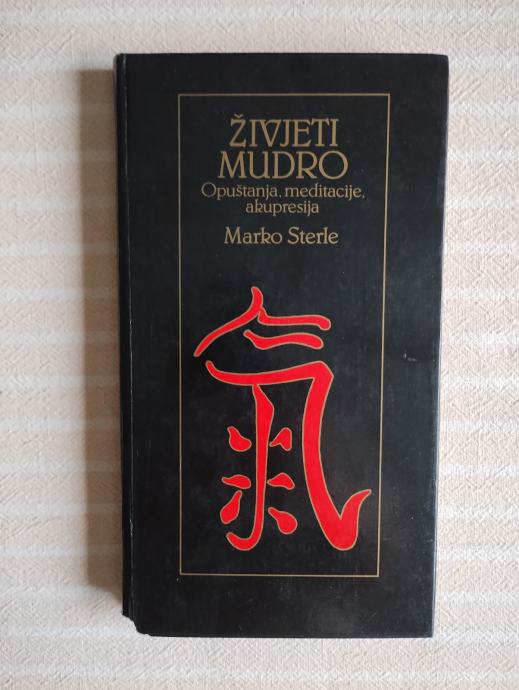 ŽIVJETI
MUDRO
Opuštanja, meditacije,
akupresija
Marko Sterle
氣